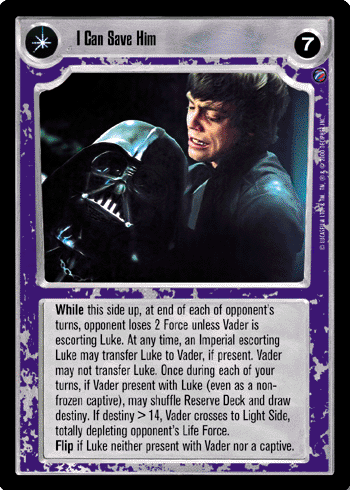 I Can Save Him
7
While this side up, at end of each of opponent's
turns, opponent loses 2 Force unless Vader is
escorting Luke. At any time, an Imperial escorting
Luke may transfer Luke to Vader, if present. Vader
may not transfer Luke. Once during each of your
turns, if Vader present with Luke (even as a non-
frozen captive), may shuffle Reserve Deck and draw
destiny. If destiny > 14, Vader crosses to Light Side,
totally depleting opponent's Life Force.
Flip if Luke neither present with Vader nor a captive.